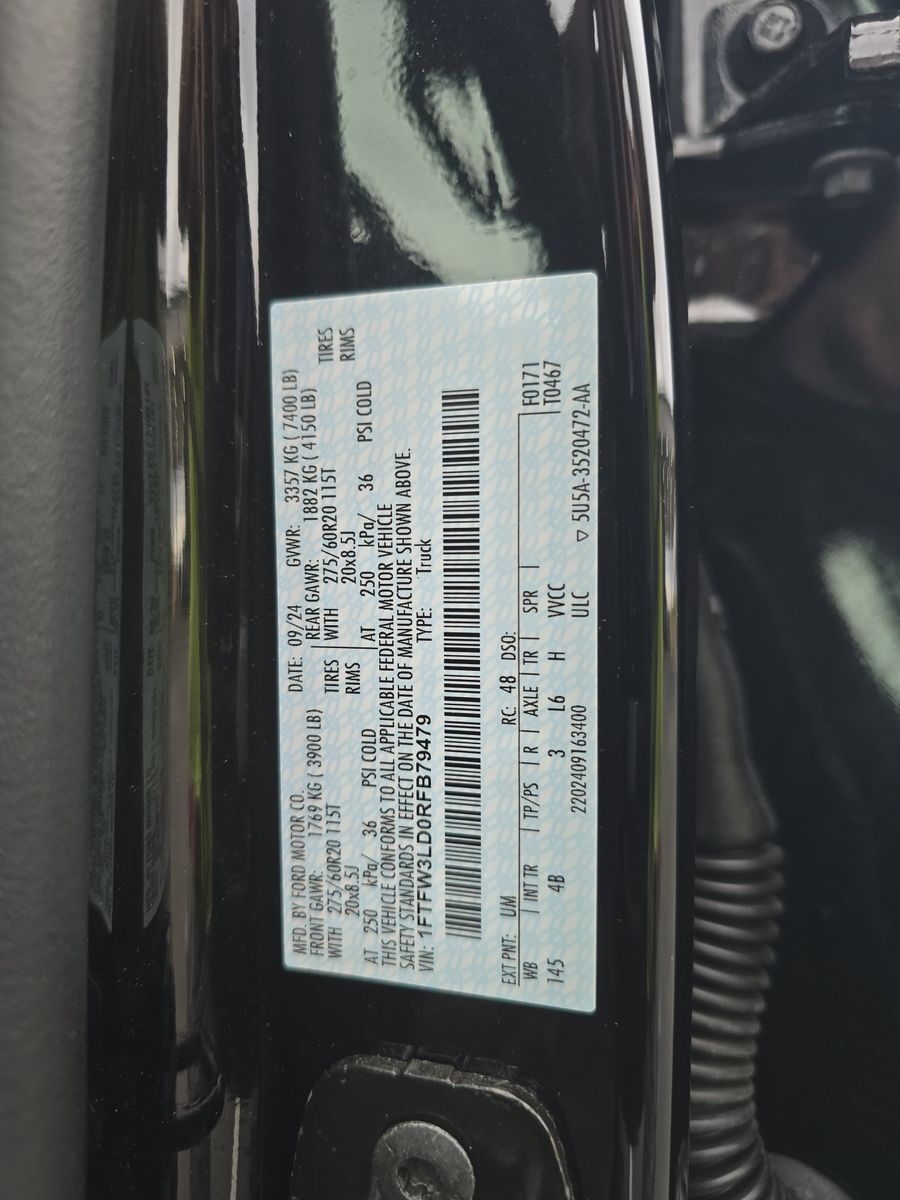 MFD. BY FORD MOTOR CO. DATE: 09/24 GVWR: 3357 KG ( 7400 LB)
FRONT GAWR: 1769 KG ( 3900 LB) REAR GAWR: 1882 KG ( 4150 LB)
WITH 275/60R20 115T TIRES WITH 275/60R20 115T TIRES
20x8.5J RIMS 20x8.5J RIMS
AT 250 kPa/ 36 PSI COLD AT 250 kPa/ 36 PSI COLD
THIS VEHICLE CONFORMS TO ALL APPLICABLE FEDERAL MOTOR VEHICLE
SAFETY STANDARDS IN EFFECT ON THE DATE OF MANUFACTURE SHOWN ABOVE.
VIN: 1FTFW3LD0RFB79479 TYPE: Truck
EXT PNT: UM RC: 48 DSO: F0171
WB INT TR TP/PS R AXLE TR SPR T0467
145 4B 3 L6 H VVCC
2202409163400 ULC ▽ 5U5A-3520472-AA